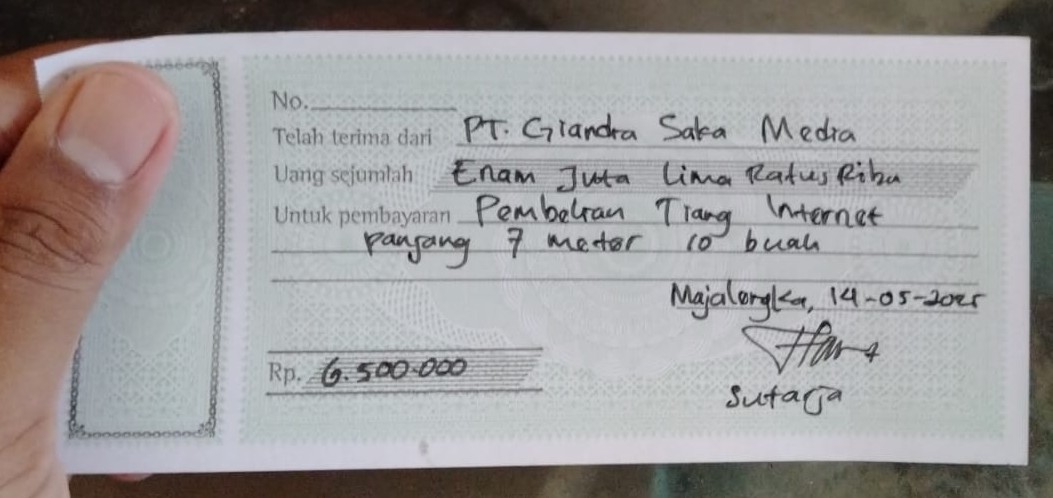 No.
Telah terima dari PT. Giandra Saka Media
Uang sejumlah Enam Juta Lima Ratus Ribu
Untuk pembayaran Pembelian Tiang Internet
Panjang 7 meter 10 buah
Majalengka, 14-05-2025
Rp. 6.500.000
Sutarja